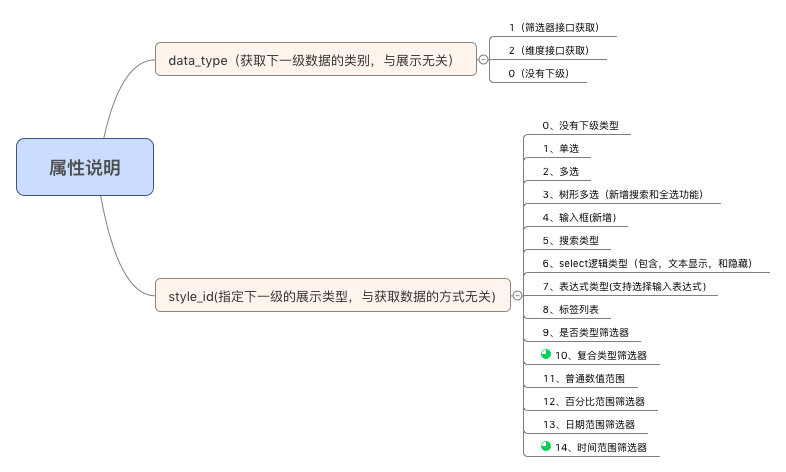 属性说明
data_type（获取下一级数据的类别，与展示无关）
1（筛选器接口获取）
2（维度接口获取）
0（没有下级）
style_id(指定下一级的展示类型，与获取数据的方式无关)
0、没有下级类型
1、单选
2、多选
3、树形多选（新增搜索和全选功能）
4、输入框(新增)
5、搜索类型
6、select逻辑类型（包含，文本显示，和隐藏）
7、表达式类型(支持选择输入表达式)
8、标签列表
9、是否类型筛选器
10、复合类型筛选器
11、普通数值范围
12、百分比范围筛选器
13、日期范围筛选器
14、时间范围筛选器